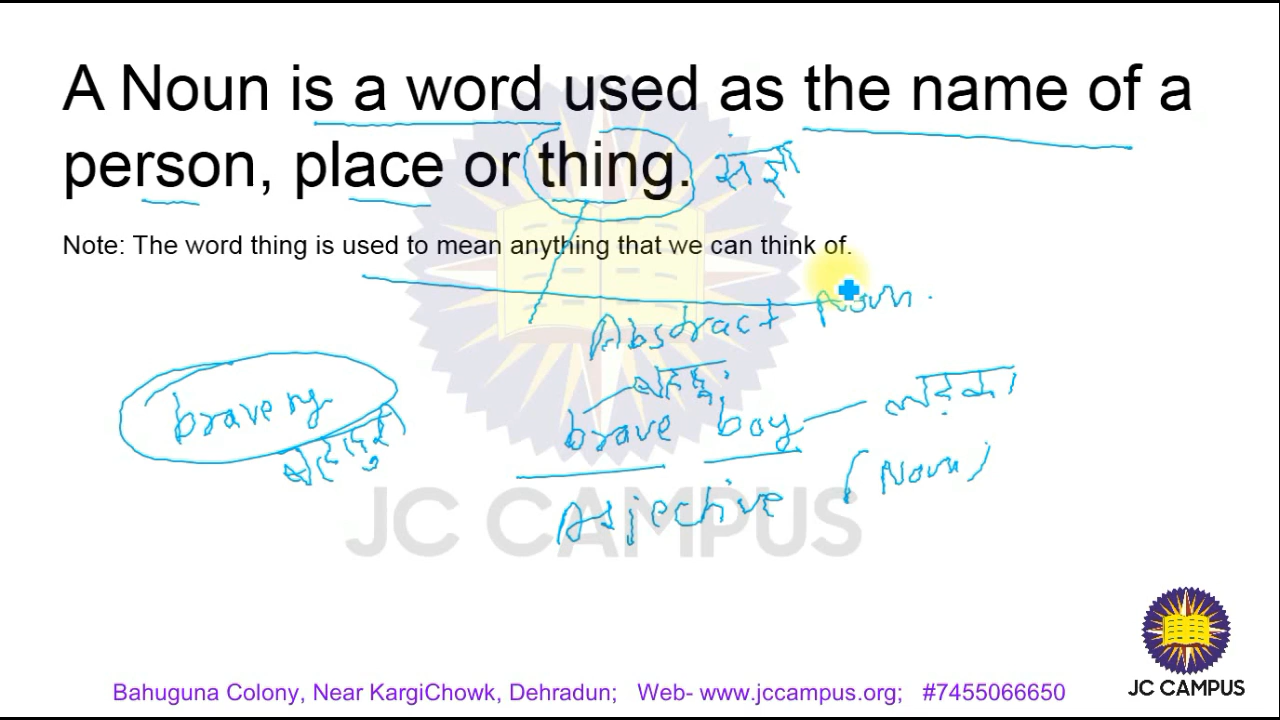 A Noun is a word used as the name of a
person, place or thing. संज्ञा
Note: The word thing is used to mean anything that we can think of.
Abstract Noun.
बहादुर
bravery
brave boy लड़का
बहादुरी
Adjective (Noun)
JC CAMPUS
JC CAMPUS
Bahuguna Colony, Near KargiChowk, Dehradun; Web- www.jccampus.org; #7455066650